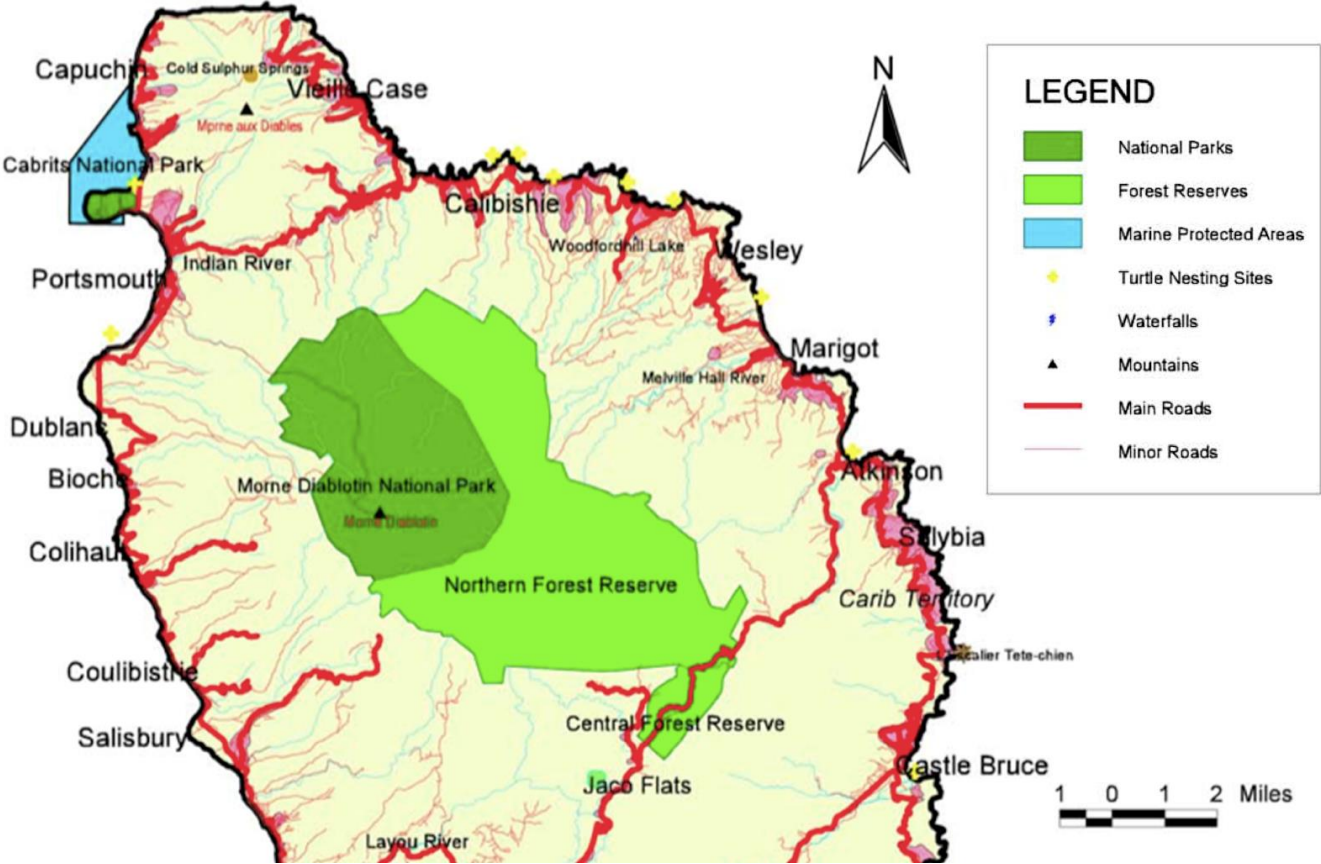 Capuchin
Cold Sulphur Springs
Vieille Case
Morne aux Diables
Cabrits National Park
Calibishie
Woodfordhill Lake
Wesley
Indian River
Portsmouth
Marigot
Melville Hall River
Dublanc
Bioche
Atkinson
Morne Diablotin National Park
Morne Diablotin
Colihaut
Salybia
Northern Forest Reserve
Carib Territory
Escalier Tete-chien
Coulibistrie
Central Forest Reserve
Salisbury
Castle Bruce
Jaco Flats
Layou River
N
LEGEND
National Parks
Forest Reserves
Marine Protected Areas
Turtle Nesting Sites
Waterfalls
Mountains
Main Roads
Minor Roads
1 0 1 2 Miles